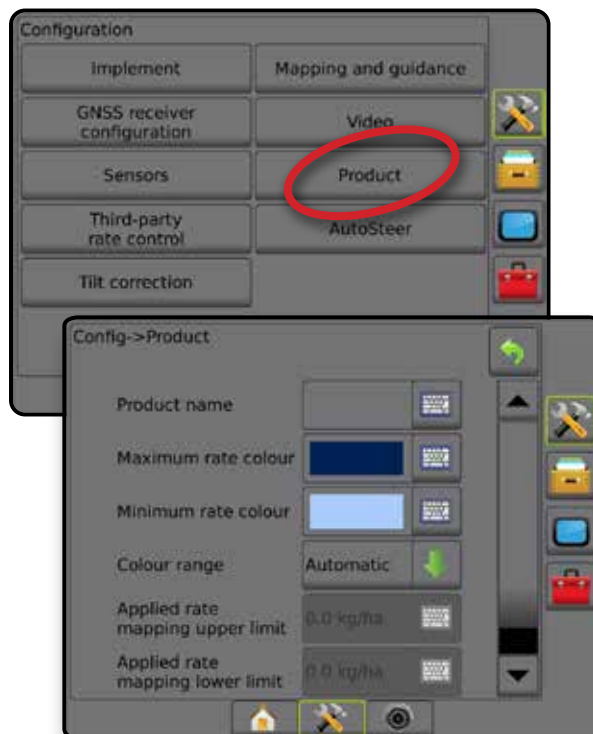 Configuration
Implement
Mapping and guidance
GNSS receiver
configuration
Video
Sensors
Product
Third-party
rate control
AutoSteer
Tilt correction
Config->Product
Product name
Maximum rate colour
Minimum rate colour
Colour range
Automatic
Applied rate
mapping upper limit
0.0 kg/ha
Applied rate
mapping lower limit
0.0 kg/ha